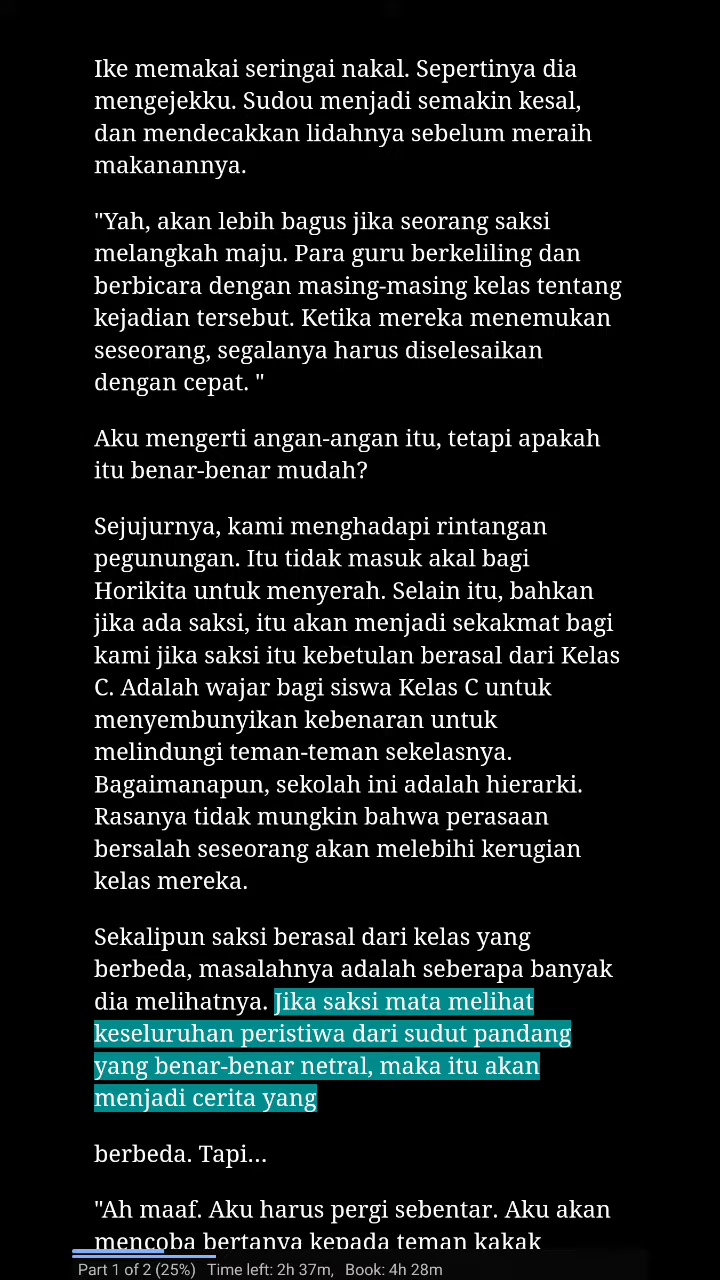 Ike memakai seringai nakal. Sepertinya dia
mengejekku. Sudou menjadi semakin kesal,
dan mendecakkan lidahnya sebelum meraih
makanannya.
"Yah, akan lebih bagus jika seorang saksi
melangkah maju. Para guru berkeliling dan
berbicara dengan masing-masing kelas tentang
kejadian tersebut. Ketika mereka menemukan
seseorang, segalanya harus diselesaikan
dengan cepat. "
Aku mengerti angan-angan itu, tetapi apakah
itu benar-benar mudah?
Sejujurnya, kami menghadapi rintangan
pegunungan. Itu tidak masuk akal bagi
Horikita untuk menyerah. Selain itu, bahkan
jika ada saksi, itu akan menjadi sekakmat bagi
kami jika saksi itu kebetulan berasal dari Kelas
C. Adalah wajar bagi siswa Kelas C untuk
menyembunyikan kebenaran untuk
melindungi teman-teman sekelasnya.
Bagaimanapun, sekolah ini adalah hierarki.
Rasanya tidak mungkin bahwa perasaan
bersalah seseorang akan melebihi kerugian
kelas mereka.
Sekalipun saksi berasal dari kelas yang
berbeda, masalahnya adalah seberapa banyak
dia melihatnya. Jika saksi mata melihat
keseluruhan peristiwa dari sudut pandang
yang benar-benar netral, maka itu akan
menjadi cerita yang
berbeda. Tapi...
"Ah maaf. Aku harus pergi sebentar. Aku akan
mencoba bertanya kepada teman kakak
Part 1 of 2 (25%) Time left: 2h 37m, Book: 4h 28m